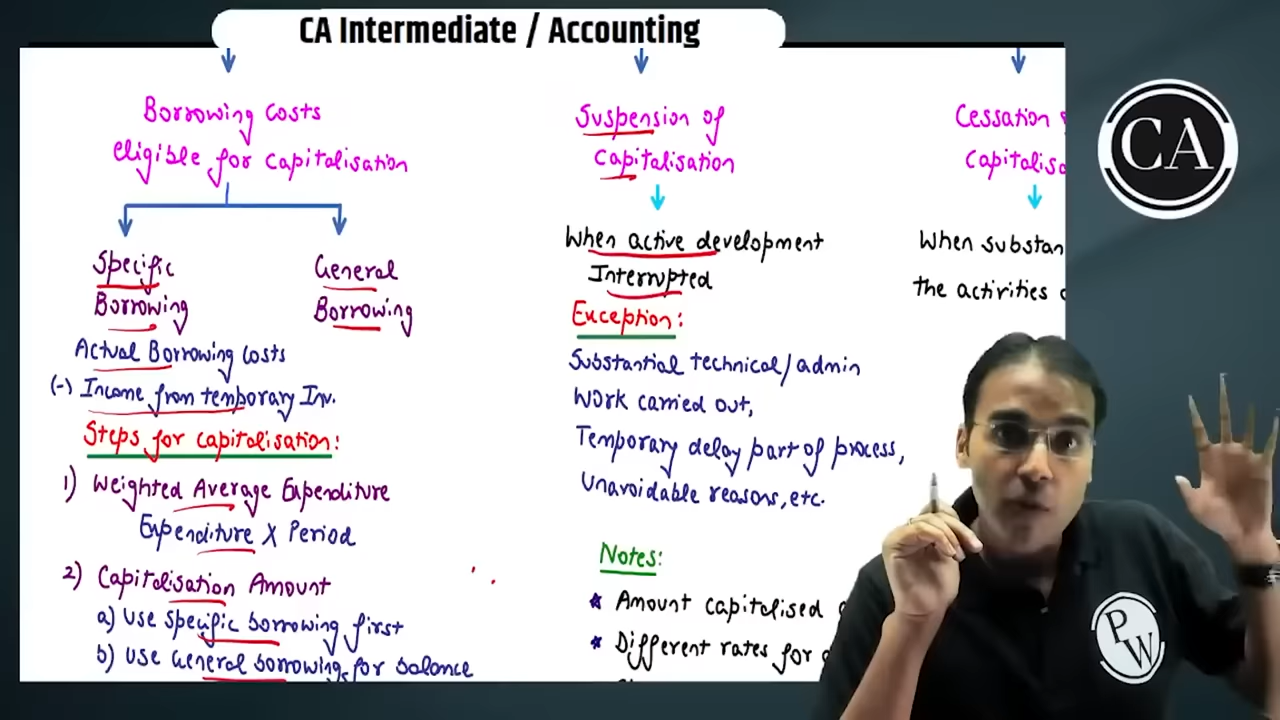 CA Intermediate / Accounting
CA
Borrowing Costs
eligible for capitalisation
Specific
Borrowing
General
Borrowing
Actual Borrowing Costs
(-) Income from temporary Inv.
Steps for capitalisation:
1) Weighted Average Expenditure
Expenditure X Period
2) Capitalisation Amount
a) Use Specific borrowing first
b) Use General borrowing for balance
Suspension of
Capitalisation
When active development
Interrupted
Exception:
Substantial technical/admin
Work carried out,
Temporary delay part of process,
Unavoidable reasons, etc.
Notes:
* Amount capitalised
* Different rates for
Cessation
Capitalisa
When substan
the activities
PW